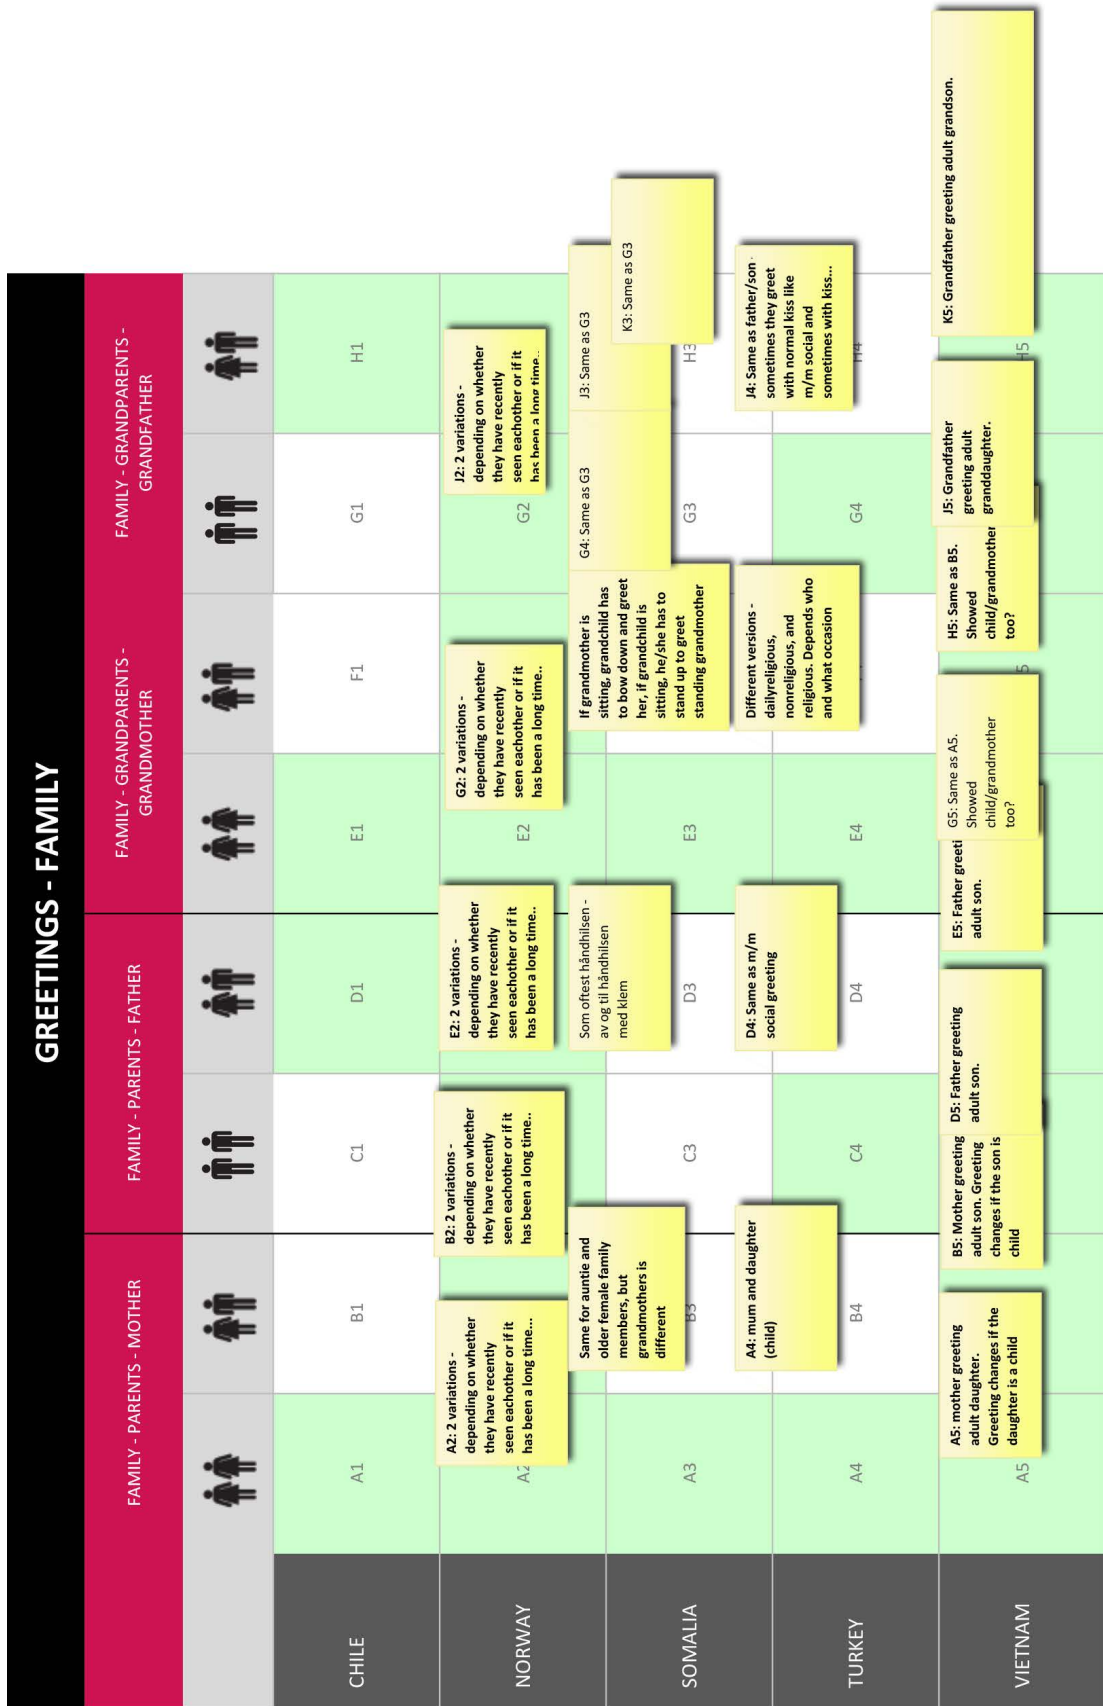 GREETINGS - FAMILY
FAMILY - PARENTS - MOTHER
FAMILY - PARENTS - FATHER
FAMILY - GRANDPARENTS -
GRANDMOTHER
FAMILY - GRANDPARENTS -
GRANDFATHER
CHILE
A1
B1
C1
D1
E1
F1
G1
H1
NORWAY
A2
A2: 2 variations -
depending on whether
they have recently
seen eachother or if it
has been a long time...
B2: 2 variations -
depending on whether
they have recently
seen eachother or if it
has been a long time..
E2: 2 variations -
depending on whether
they have recently
seen eachother or if it
has been a long time..
E2
G2: 2 variations -
depending on whether
they have recently
seen eachother or if it
has been a long time..
G2
J2: 2 variations -
depending on whether
they have recently
seen eachother or if it
has been a long time..
SOMALIA
A3
Same for auntie and
older female family
members, but
grandmothers is
different
B3
C3
Som oftest håndhilsen -
av og til håndhilsen
med klem
D3
E3
If grandmother is
sitting, grandchild has
to bow down and greet
her, if grandchild is
sitting, he/she has to
stand up to greet
standing grandmother
G4: Same as G3
G3
J3: Same as G3
H3
K3: Same as G3
TURKEY
A4
A4: mum and daughter
(child)
B4
C4
D4: Same as m/m
social greeting
D4
E4
Different versions -
dailyreligious,
nonreligious, and
religious. Depends who
and what occasion
G4
J4: Same as father/son -
sometimes they greet
with normal kiss like
m/m social and
sometimes with kiss...
H4
VIETNAM
A5
A5: mother greeting
adult daughter.
Greeting changes if the
daughter is a child
B5: Mother greeting
adult son. Greeting
changes if the son is
child
D5: Father greeting
adult son.
E5: Father greeti
adult son.
G5: Same as A5.
Showed
child/grandmother
too?
5
H5: Same as B5.
Showed
child/grandmother
too?
J5: Grandfather
greeting adult
granddaughter.
H5
K5: Grandfather greeting adult grandson.